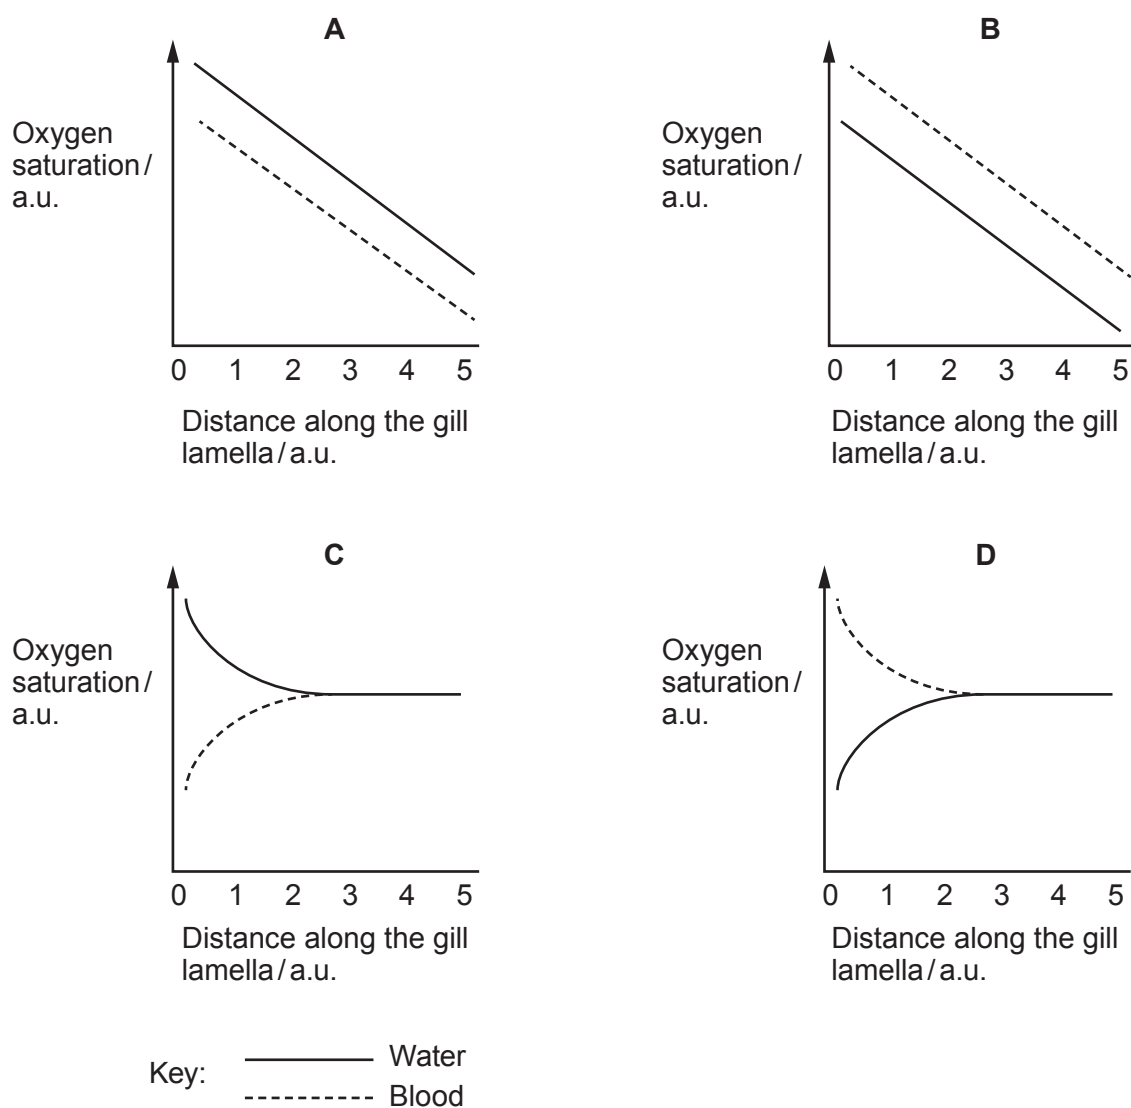 A
Oxygen
saturation/
a.u.
0 1 2 3 4 5
Distance along the gill
lamella/a.u.
B
Oxygen
saturation/
a.u.
0 1 2 3 4 5
Distance along the gill
lamella/a.u.
C
Oxygen
saturation/
a.u.
0 1 2 3 4 5
Distance along the gill
lamella/a.u.
D
Oxygen
saturation/
a.u.
0 1 2 3 4 5
Distance along the gill
lamella/a.u.
Key:
Water
Blood